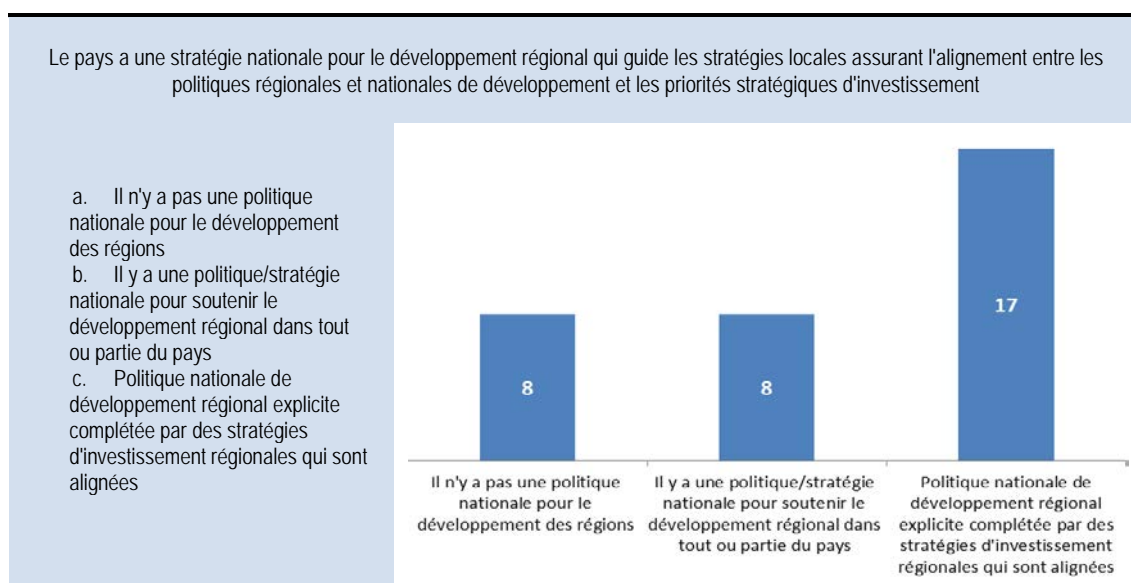 Le pays a une stratégie nationale pour le développement régional qui guide les stratégies locales assurant l'alignement entre les
politiques régionales et nationales de développement et les priorités stratégiques d'investissement
a. Il n'y a pas une politique
nationale pour le développement
des régions
b. Il y a une politique/stratégie
nationale pour soutenir le
développement régional dans tout
ou partie du pays
c. Politique nationale de
développement régional explicite
complétée par des stratégies
d'investissement régionales qui sont
alignées
8
8
17
Il n'y a pas une politique
nationale pour le
développement des régions
Il y a une politique/stratégie
nationale pour soutenir le
développement régional dans
tout ou partie du pays
Politique nationale de
développement régional
explicite complétée par des
stratégies d'investissement
régionales qui sont alignées